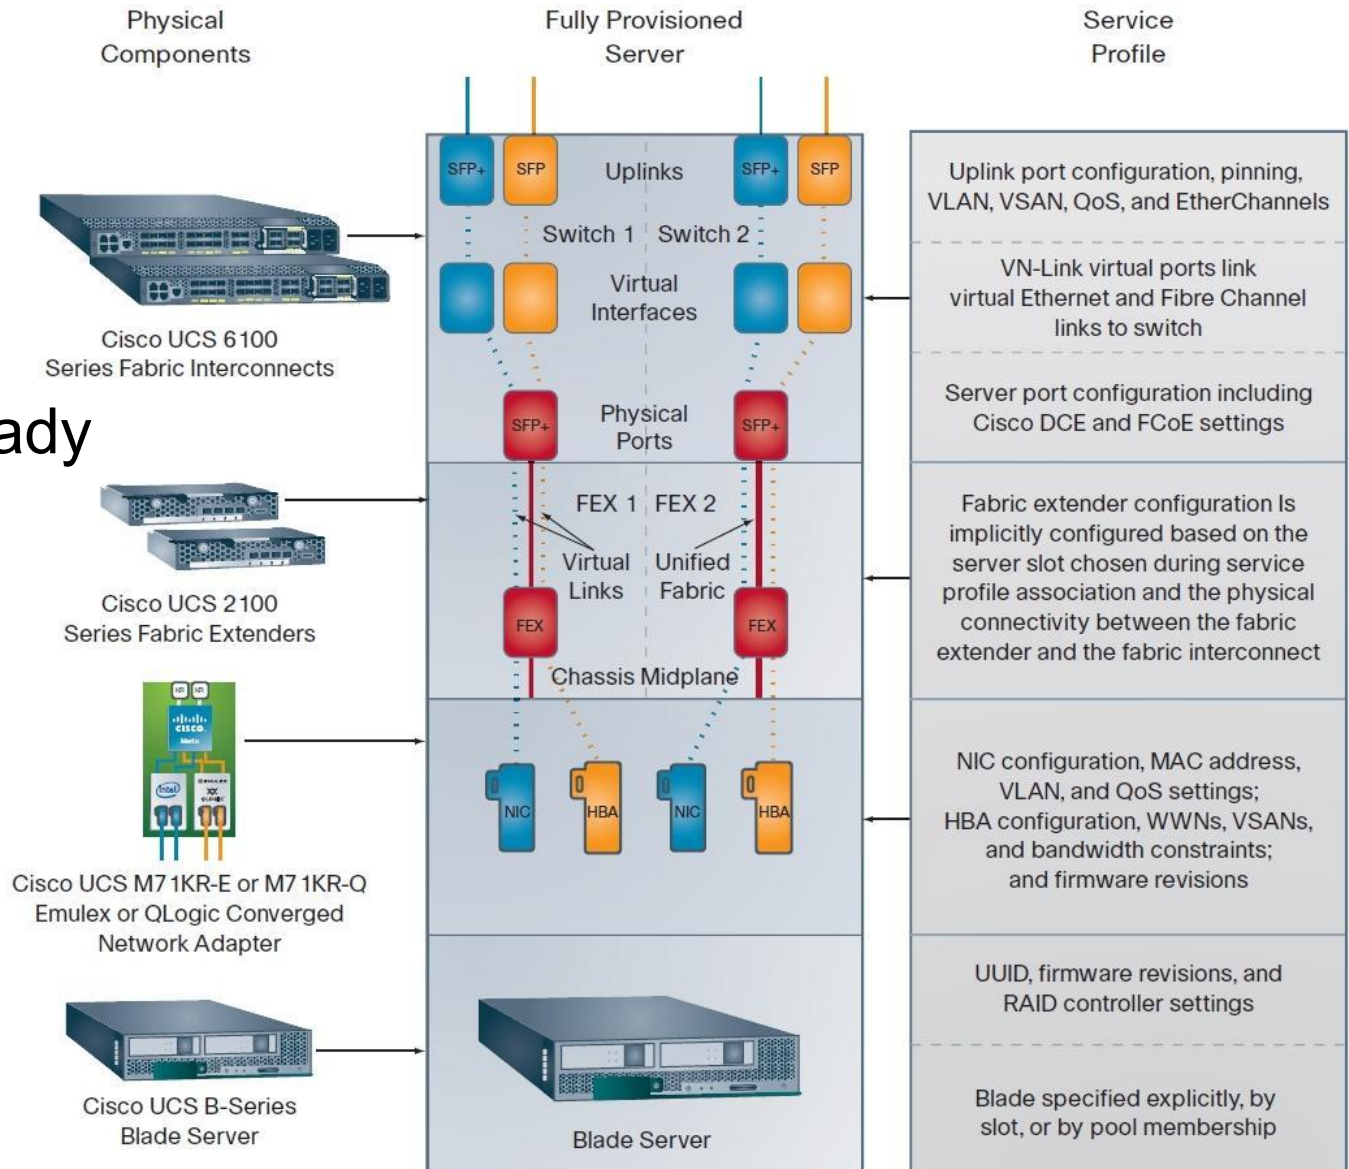 Physical
Components
Fully Provisioned
Server
Service
Profile
SFP+
SFP
Uplinks
SFP+
SFP
Switch 1
Switch 2
Virtual
Interfaces
Physical
Ports
SFP+
SFP+
FEX 1
FEX 2
Virtual
Links
Unified
Fabric
FEX
FEX
Chassis Midplane
NIC
HBA
NIC
HBA
Blade Server
Cisco UCS 6100
Series Fabric Interconnects
ady
Cisco UCS 2100
Series Fabric Extenders
KR
KR
CISCO
Menlo
intel
EMULEX
QLOGIC
Cisco UCS M71KR-E or M71KR-Q
Emulex or QLogic Converged
Network Adapter
Cisco UCS B-Series
Blade Server
Uplink port configuration, pinning,
VLAN, VSAN, QoS, and EtherChannels
VN-Link virtual ports link
virtual Ethernet and Fibre Channel
links to switch
Server port configuration including
Cisco DCE and FCoE settings
Fabric extender configuration Is
implicitly configured based on the
server slot chosen during service
profile association and the physical
connectivity between the fabric
extender and the fabric interconnect
NIC configuration, MAC address,
VLAN, and QoS settings;
HBA configuration, WWNs, VSANs,
and bandwidth constraints;
and firmware revisions
UUID, firmware revisions, and
RAID controller settings
Blade specified explicitly, by
slot, or by pool membership